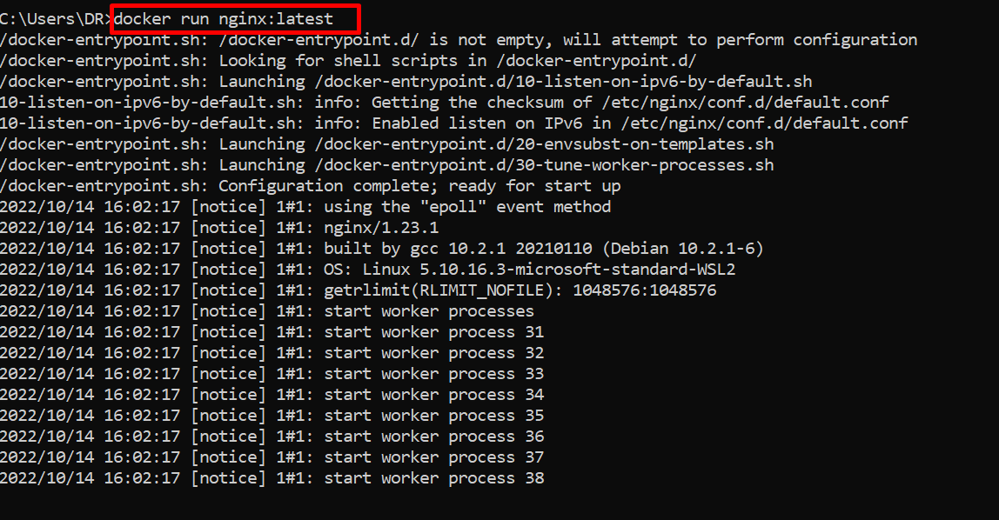 C:\Users\DR>docker run nginx:latest
/docker-entrypoint.sh: /docker-entrypoint.d/ is not empty, will attempt to perform configuration
/docker-entrypoint.sh: Looking for shell scripts in /docker-entrypoint.d/
/docker-entrypoint.sh: Launching /docker-entrypoint.d/10-listen-on-ipv6-by-default.sh
10-listen-on-ipv6-by-default.sh: info: Getting the checksum of /etc/nginx/conf.d/default.conf
10-listen-on-ipv6-by-default.sh: info: Enabled listen on IPv6 in /etc/nginx/conf.d/default.conf
/docker-entrypoint.sh: Launching /docker-entrypoint.d/20-envsubst-on-templates.sh
/docker-entrypoint.sh: Launching /docker-entrypoint.d/30-tune-worker-processes.sh
/docker-entrypoint.sh: Configuration complete; ready for start up
2022/10/14 16:02:17 [notice] 1#1: using the "epoll" event method
2022/10/14 16:02:17 [notice] 1#1: nginx/1.23.1
2022/10/14 16:02:17 [notice] 1#1: built by gcc 10.2.1 20210110 (Debian 10.2.1-6)
2022/10/14 16:02:17 [notice] 1#1: OS: Linux 5.10.16.3-microsoft-standard-WSL2
2022/10/14 16:02:17 [notice] 1#1: getrlimit(RLIMIT_NOFILE): 1048576:1048576
2022/10/14 16:02:17 [notice] 1#1: start worker processes
2022/10/14 16:02:17 [notice] 1#1: start worker process 31
2022/10/14 16:02:17 [notice] 1#1: start worker process 32
2022/10/14 16:02:17 [notice] 1#1: start worker process 33
2022/10/14 16:02:17 [notice] 1#1: start worker process 34
2022/10/14 16:02:17 [notice] 1#1: start worker process 35
2022/10/14 16:02:17 [notice] 1#1: start worker process 36
2022/10/14 16:02:17 [notice] 1#1: start worker process 37
2022/10/14 16:02:17 [notice] 1#1: start worker process 38